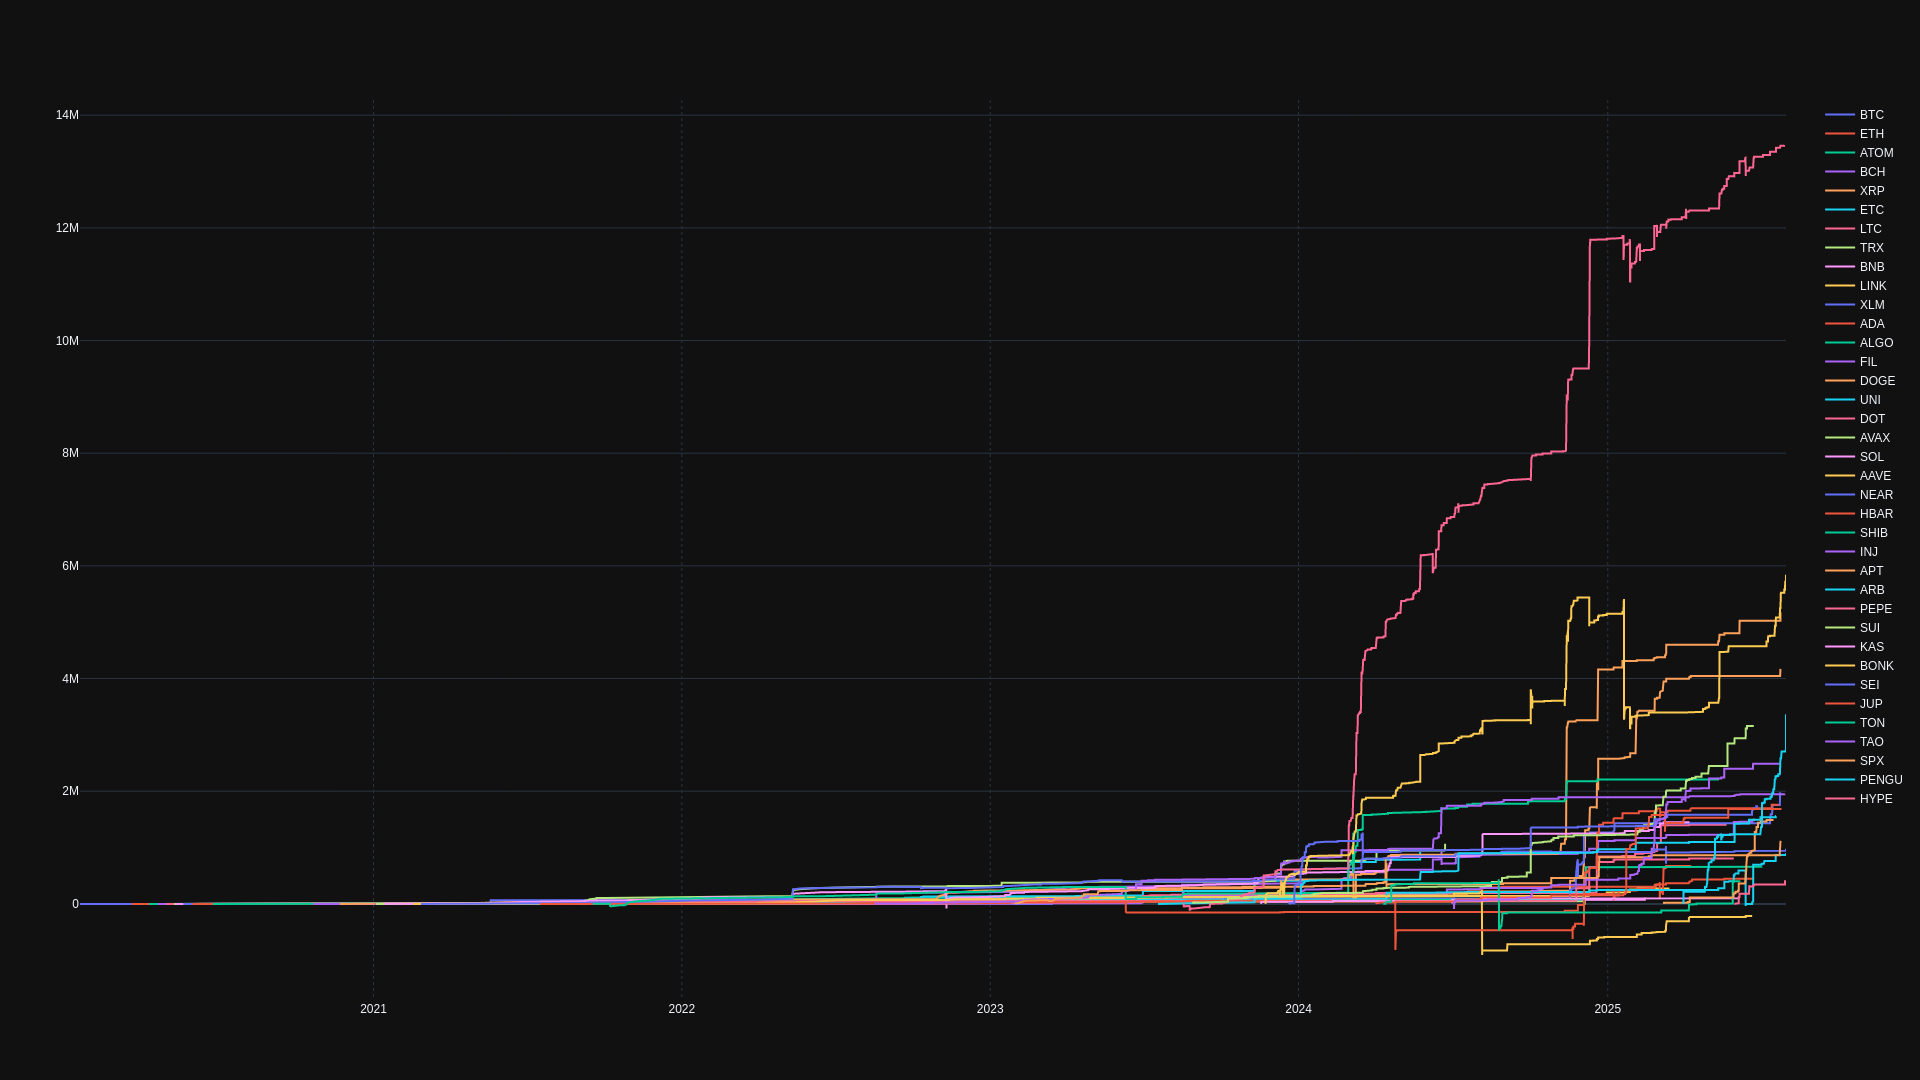 14M
12M
10M
8M
6M
4M
2M
0
2021 2022 2023 2024 2025
BTC
ETH
ATOM
BCH
XRP
ETC
LTC
TRX
BNB
LINK
XLM
ADA
ALGO
FIL
DOGE
UNI
DOT
AVAX
SOL
AAVE
NEAR
HBAR
SHIB
INJ
APT
ARB
PEPE
SUI
KAS
BONK
SEI
JUP
TON
TAO
SPX
PENGU
HYPE